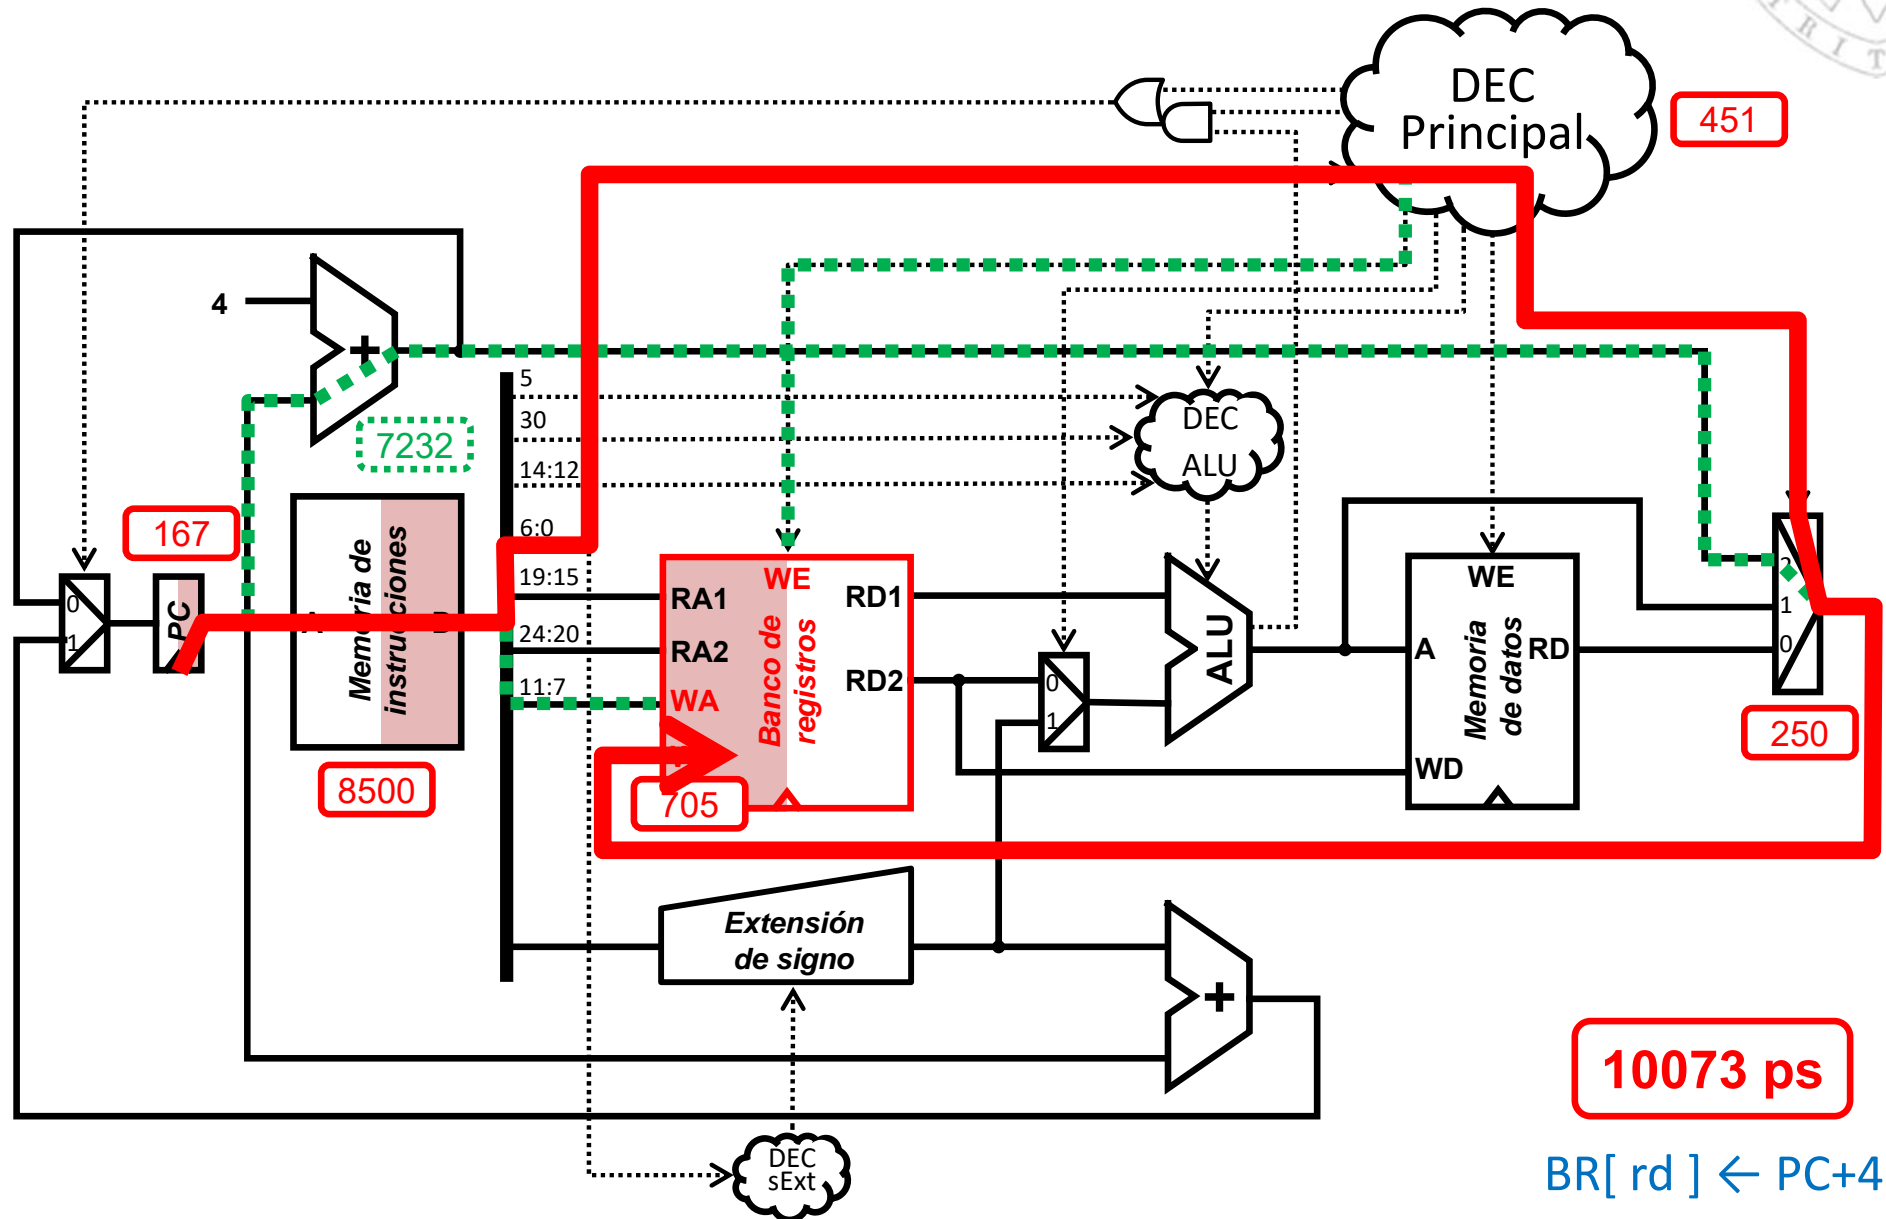 R I T
DEC
Principal
451
4
+
7232
5
30
14:12
6:0
19:15
24:20
11:7
DEC
ALU
167
0
1
PC
Memoria de
instrucciones
8500
RA1
RA2
WA
WE
Banco de
registros
RD1
RD2
705
0
1
ALU
WE
A
Memoria
de datos
RD
WD
2
1
0
250
Extensión
de signo
+
DEC
sExt
10073 ps
BR[ rd ] ← PC+4